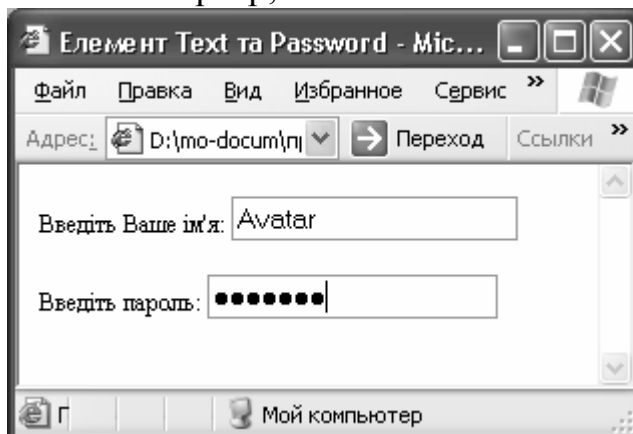 Елемент Text та Password - Mic...
Файл Правка Вид Избранное Сервис »
Адрес: D:\mo-docum\п Переход Ссылки »
Введіть Ваше ім'я: Avatar
Введіть пароль: ●●●●●●●
Мой компьютер